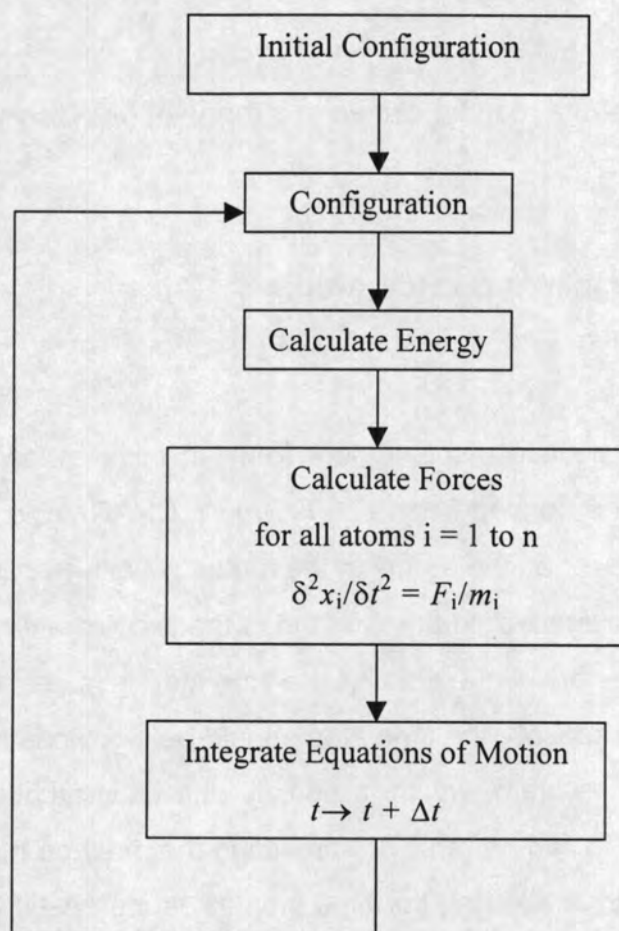 Initial Configuration
Configuration
Calculate Energy
Calculate Forces
for all atoms i = 1 to n
δ²xᵢ/δt² = Fᵢ/mᵢ
Integrate Equations of Motion
t→ t + Δt